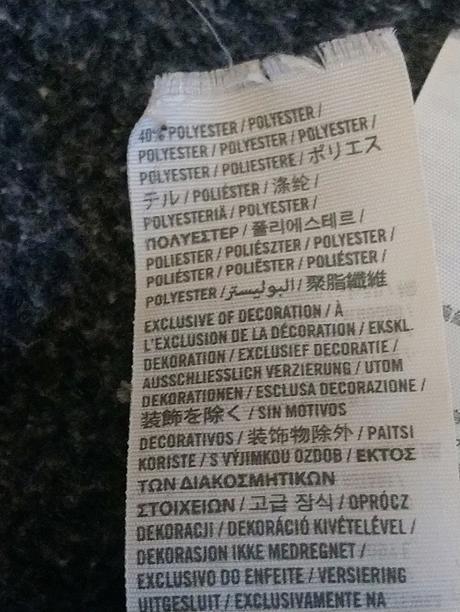 40% POLYESTER / POLYESTER /
POLYESTER / POLYESTER / POLYESTER /
POLYESTER / POLIESTERE / ポリエス
テル / POLIÉSTER / 涤纶 /
POLYESTERIÄ / POLYESTER /
ΠΟΛΥΕΣΤΕΡ / 폴리에스테르 /
POLIESTER / POLIÉSZTER / POLYESTER /
POLIÉSTER / POLIËSTER / POLIÉSTER /
POLYESTER / البوليستر / 聚脂纖維
EXCLUSIVE OF DECORATION / À
L'EXCLUSION DE LA DÉCORATION / EKSKL.
DEKORATION / EXCLUSIEF DECORATIE /
AUSSCHLIESSLICH VERZIERUNG / UTOM
DEKORATIONEN / ESCLUSA DECORAZIONE /
装飾を除く / SIN MOTIVOS
DECORATIVOS / 装饰物除外 / PAITSI
KORISTE / S VÝJIMKOU OZDOB / ΕΚΤΟΣ
ΤΩΝ ΔΙΑΚΟΣΜΗΤΙΚΩΝ
ΣΤΟΙΧΕΙΩΝ / 고급 장식 / OPRÓCZ
DEKORACJI / DEKORÁCIÓ KIVÉTELÉVEL /
DEKORASJON IKKE MEDREGNET /
EXCLUSIVO DO ENFEITE / VERSIERING
UITGESLUIT / EXCLUSIVAMENTE NA